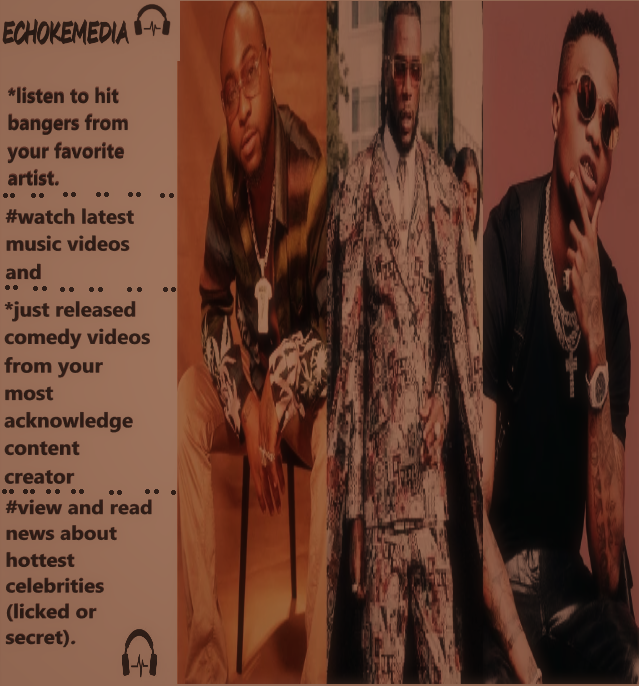 ECHOKEMEDIA
*listen to hit
bangers from
your favorite
artist.
#watch latest
music videos
and
*just released
comedy videos
from your
most
acknowledge
content
creator
#view and read
news about
hottest
celebrities
(licked or
secret).